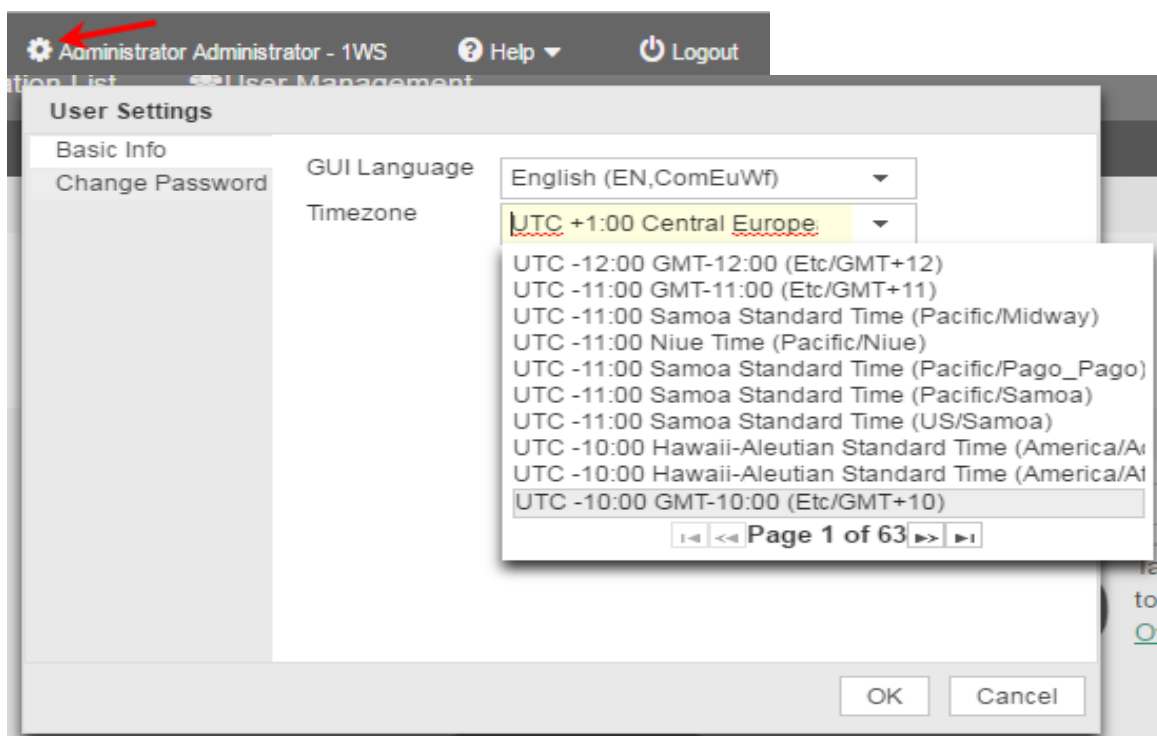 Administrator Administrator - 1WS Help Logout
ation List User Management
User Settings
Basic Info
Change Password
GUI Language English (EN,ComEuWf)
Timezone UTC +1:00 Central Europe
UTC -12:00 GMT-12:00 (Etc/GMT+12)
UTC -11:00 GMT-11:00 (Etc/GMT+11)
UTC -11:00 Samoa Standard Time (Pacific/Midway)
UTC -11:00 Niue Time (Pacific/Niue)
UTC -11:00 Samoa Standard Time (Pacific/Pago_Pago)
UTC -11:00 Samoa Standard Time (Pacific/Samoa)
UTC -11:00 Samoa Standard Time (US/Samoa)
UTC -10:00 Hawaii-Aleutian Standard Time (America/A
UTC -10:00 Hawaii-Aleutian Standard Time (America/A
UTC -10:00 GMT-10:00 (Etc/GMT+10)
Page 1 of 63
to
OK Cancel